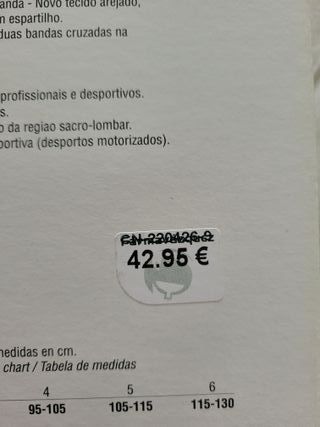 anda - Novo tecido arejado,
n espartilho.
duas bandas cruzadas na
profissionais e desportivos.
s.
o da regiao sacro-lombar.
portiva (desportos motorizados).
42.95 €
medidas en cm.
chart / Tabela de medidas
4 5 6
95-105 105-115 115-130